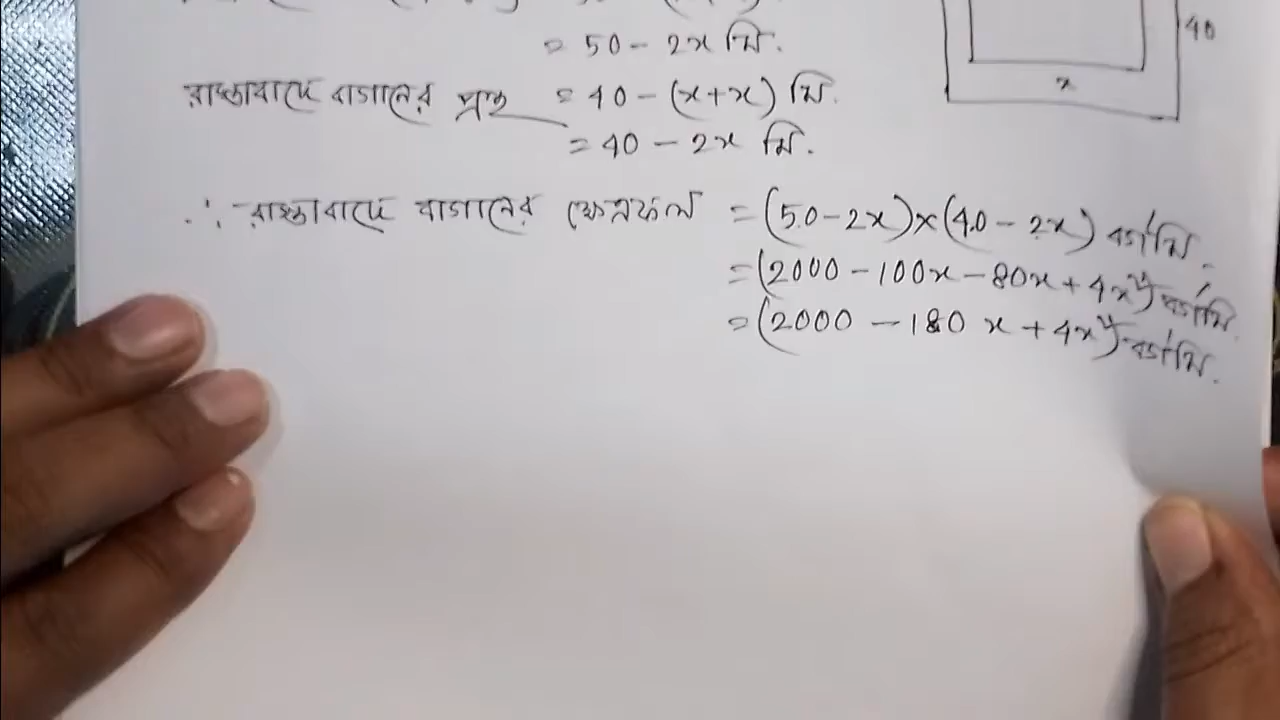 = 50 - 2x মি.
রাস্তাবাদে বাগানের প্রস্থ = 40 - (x+x) মি.
= 40 - 2x মি.
∴ রাস্তাবাদে বাগানের ক্ষেত্রফল = (50-2x)×(40-2x) বর্গমি.
= (2000 - 100x - 80x + 4x²) বর্গমি.
= (2000 - 180x + 4x²) বর্গমি.
40
x